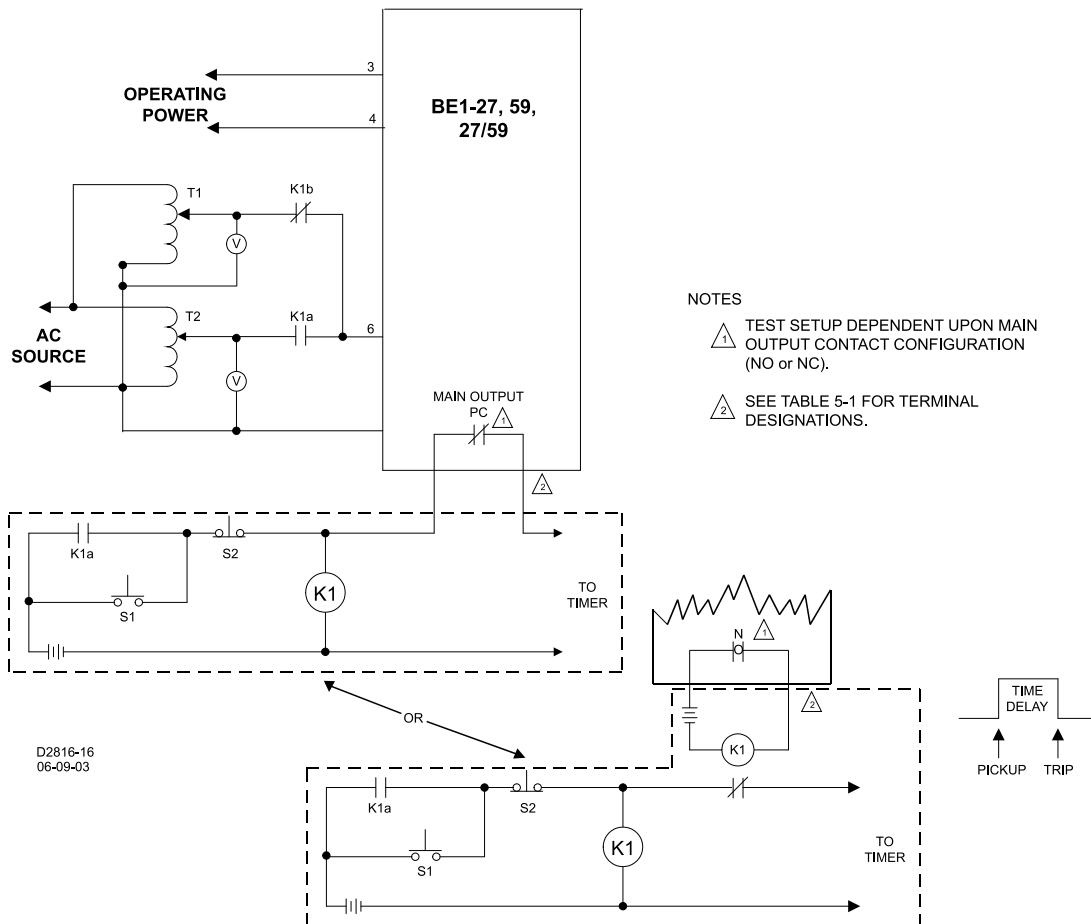 3
OPERATING
POWER
4
BE1-27, 59,
27/59
T1
K1b
V
T2
K1a
6
AC
SOURCE
V
MAIN OUTPUT
PC
1
2
NOTES
1 TEST SETUP DEPENDENT UPON MAIN
OUTPUT CONTACT CONFIGURATION
(NO or NC).
2 SEE TABLE 5-1 FOR TERMINAL
DESIGNATIONS.
K1a
S2
S1
K1
TO
TIMER
OR
N
1
2
K1
TIME
DELAY
PICKUP
TRIP
D2816-16
06-09-03
K1a
S2
S1
K1
TO
TIMER